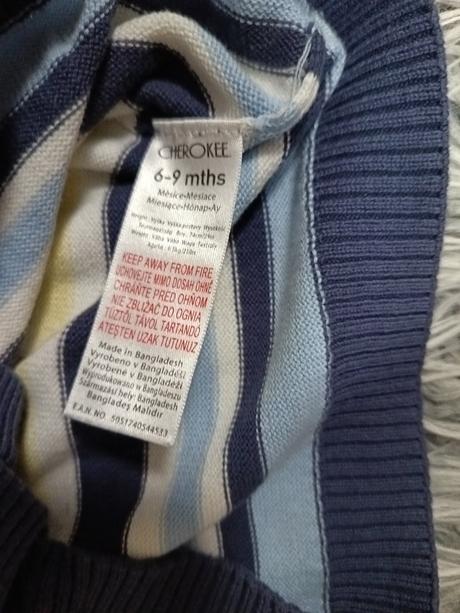 CHEROKEE
6-9 mths
Měsíce-Mesiace
Miesiące-Hónap-Ay
KEEP AWAY FROM FIRE
UCHOVEJTE MIMO DOSAH OHNĚ
CHRÁŇTE PRED OHŇOM
NIE ZBLIŻAĆ DO OGNIA
TŰZTŐL TÁVOL TARTANDÓ
ATEŞTEN UZAK TUTUNUZ
Made in Bangladesh
Vyrobeno v Bangladéši
Vyrobené v Bangladéši
Wyprodukowano w Bangladeszu
Származási hely: Bangladesh
Bangladeş Malıdır
E.A.N. NO. 5051740544533